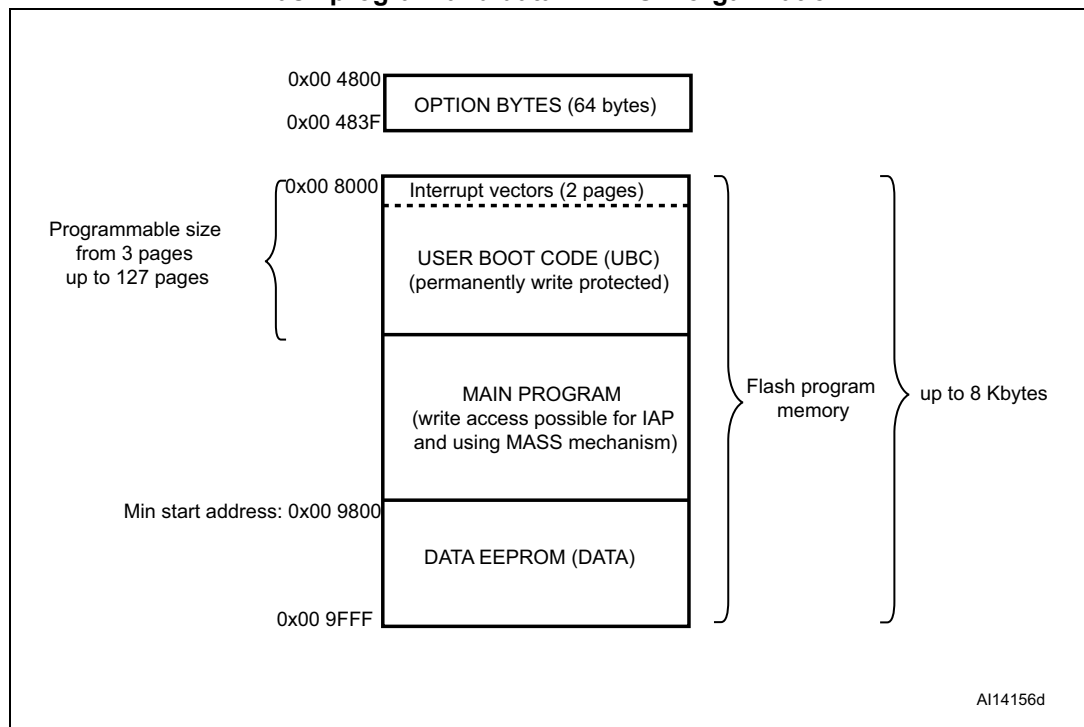 0x00 4800
OPTION BYTES (64 bytes)
0x00 483F
0x00 8000
Interrupt vectors (2 pages)
Programmable size
from 3 pages
up to 127 pages
USER BOOT CODE (UBC)
(permanently write protected)
MAIN PROGRAM
(write access possible for IAP
and using MASS mechanism)
Flash program
memory
up to 8 Kbytes
Min start address: 0x00 9800
DATA EEPROM (DATA)
0x00 9FFF
AI14156d